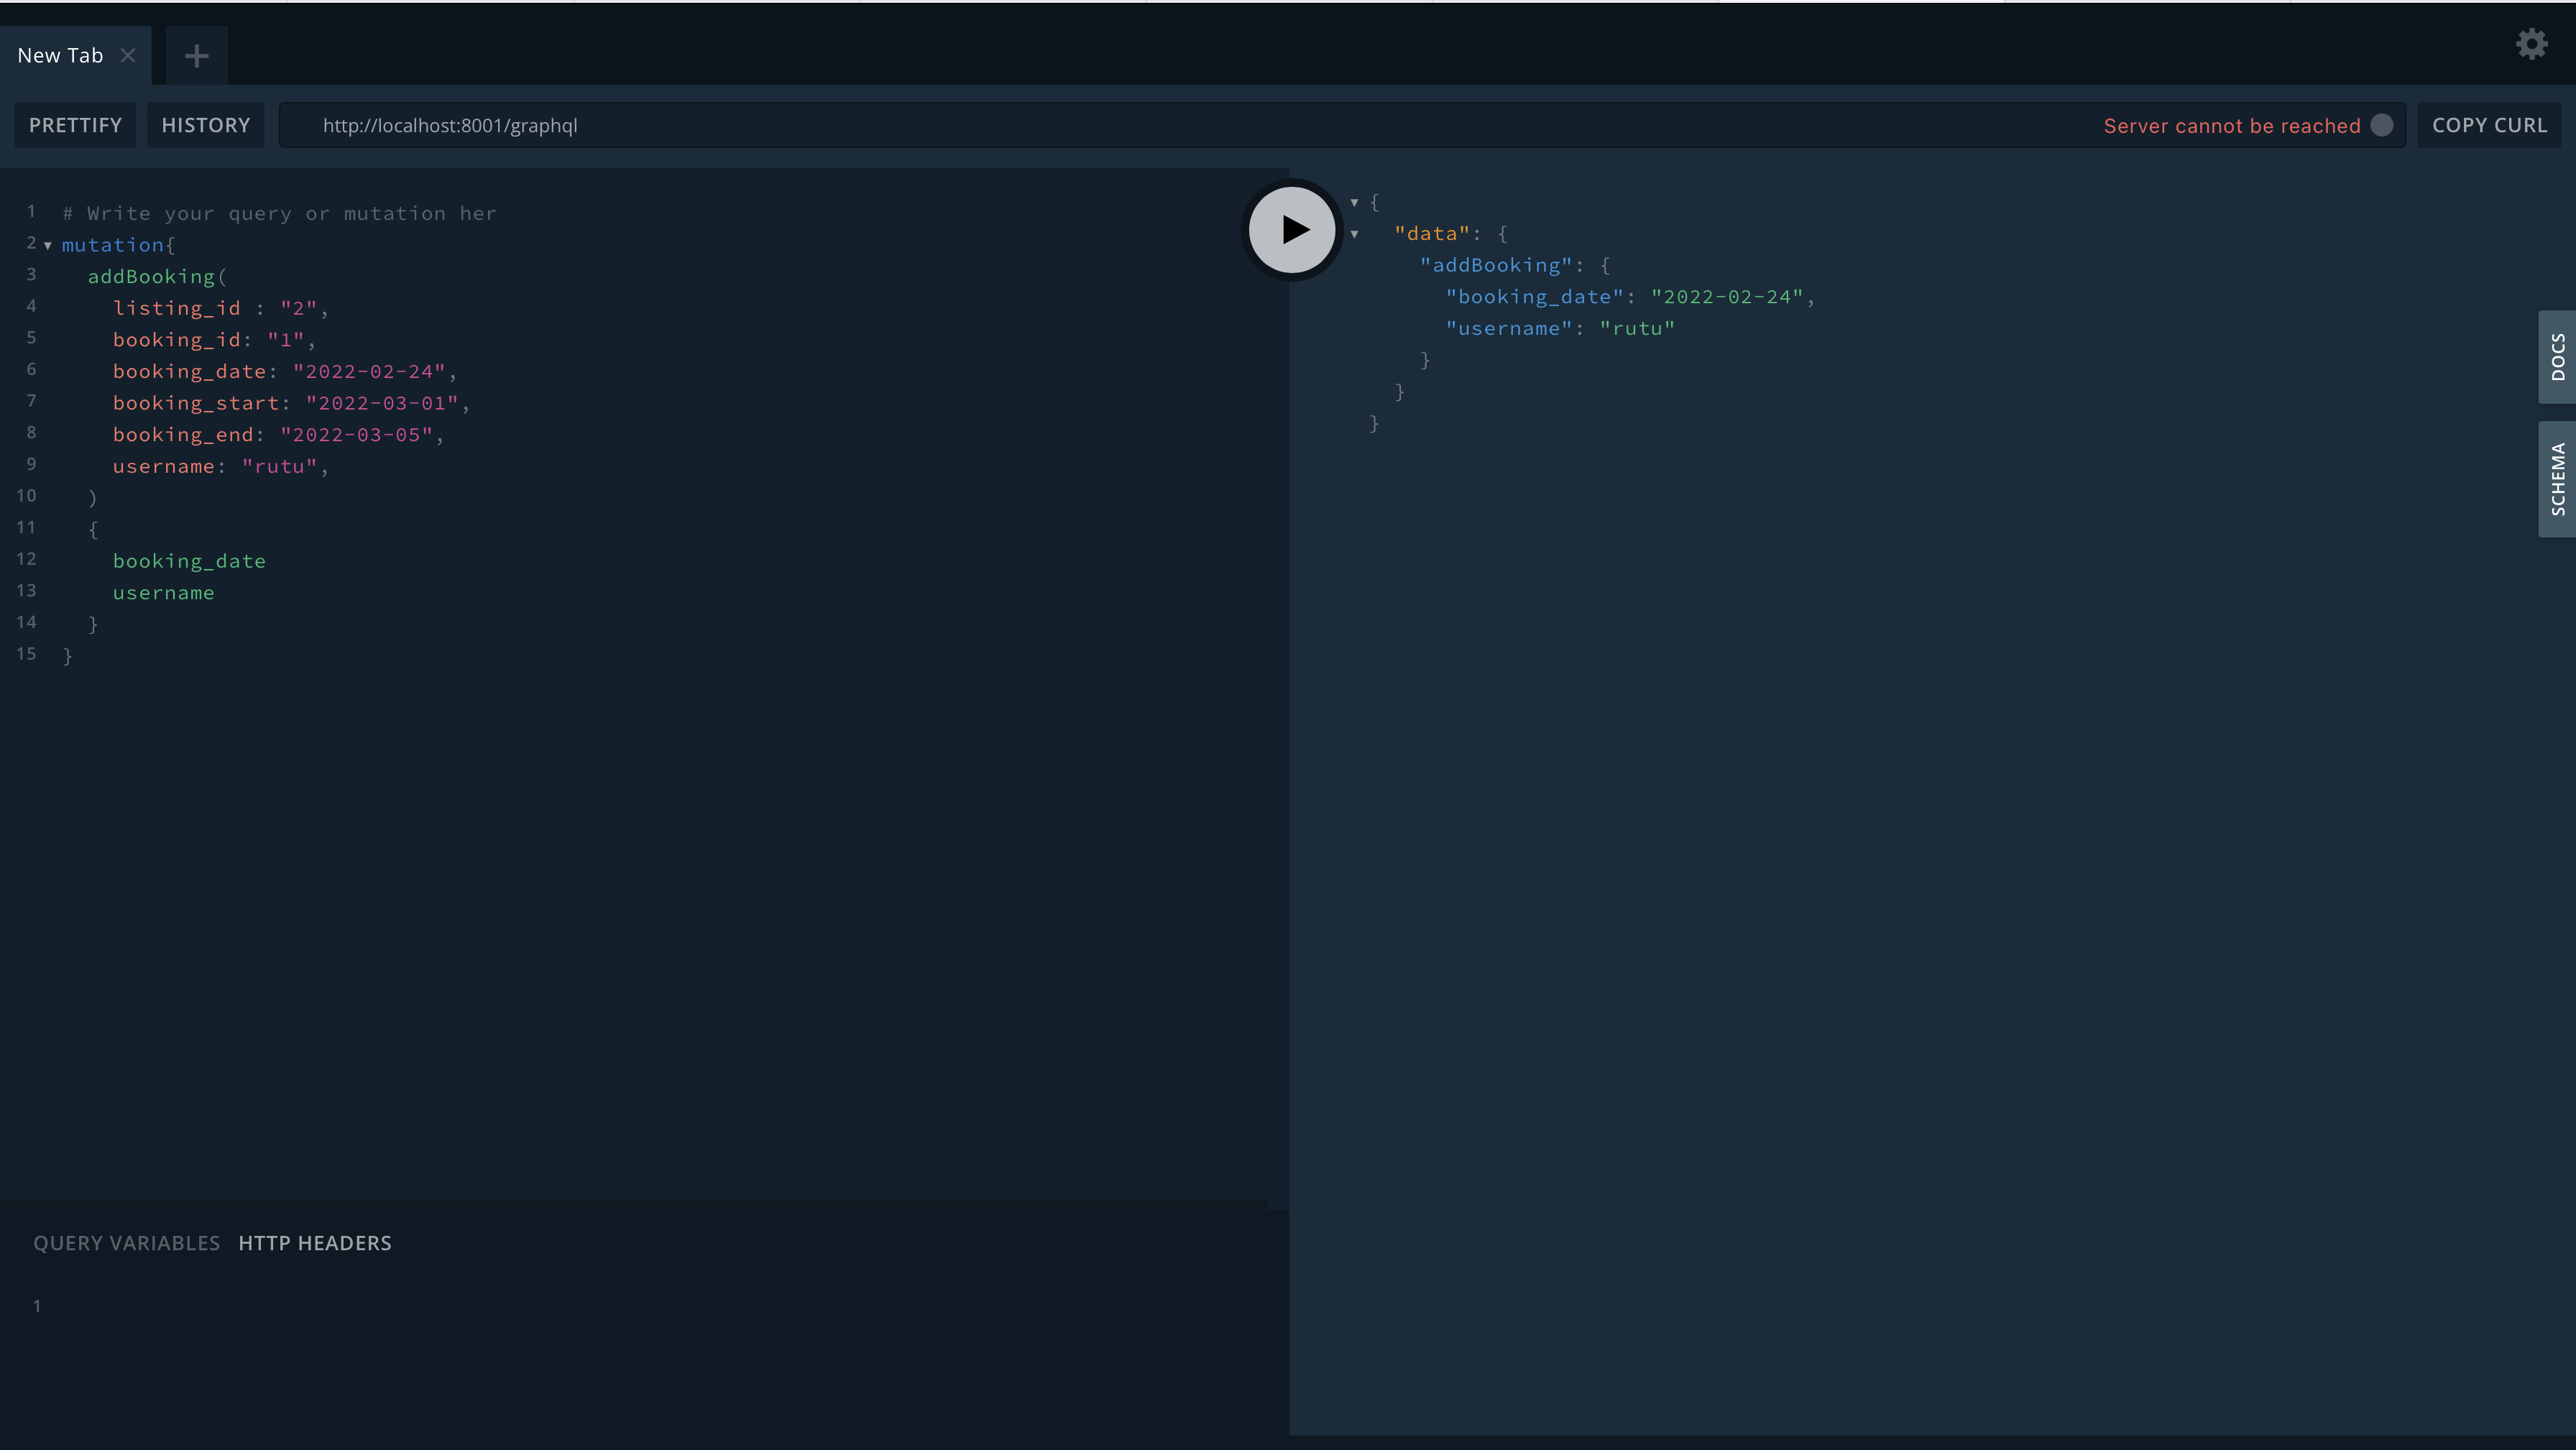 New Tab
PRETTIFY HISTORY http://localhost:8001/graphql Server cannot be reached COPY CURL
1 # Write your query or mutation her
2 mutation{
3 addBooking(
4 listing_id : "2",
5 booking_id: "1",
6 booking_date: "2022-02-24",
7 booking_start: "2022-03-01",
8 booking_end: "2022-03-05",
9 username: "rutu",
10 )
11 {
12 booking_date
13 username
14 }
15 }
{
"data": {
"addBooking": {
"booking_date": "2022-02-24",
"username": "rutu"
}
}
}
DOCS
SCHEMA
QUERY VARIABLES HTTP HEADERS
1